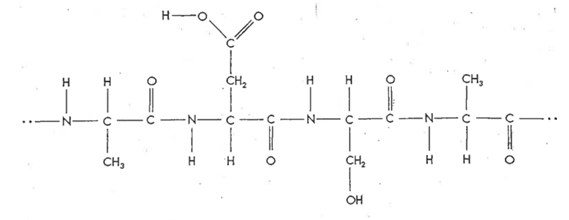 H O O
C
H H O CH₂ H H O CH₃
·· N C C N C C N C C N C C ··
CH₃ H H O CH₂ H H O
OH